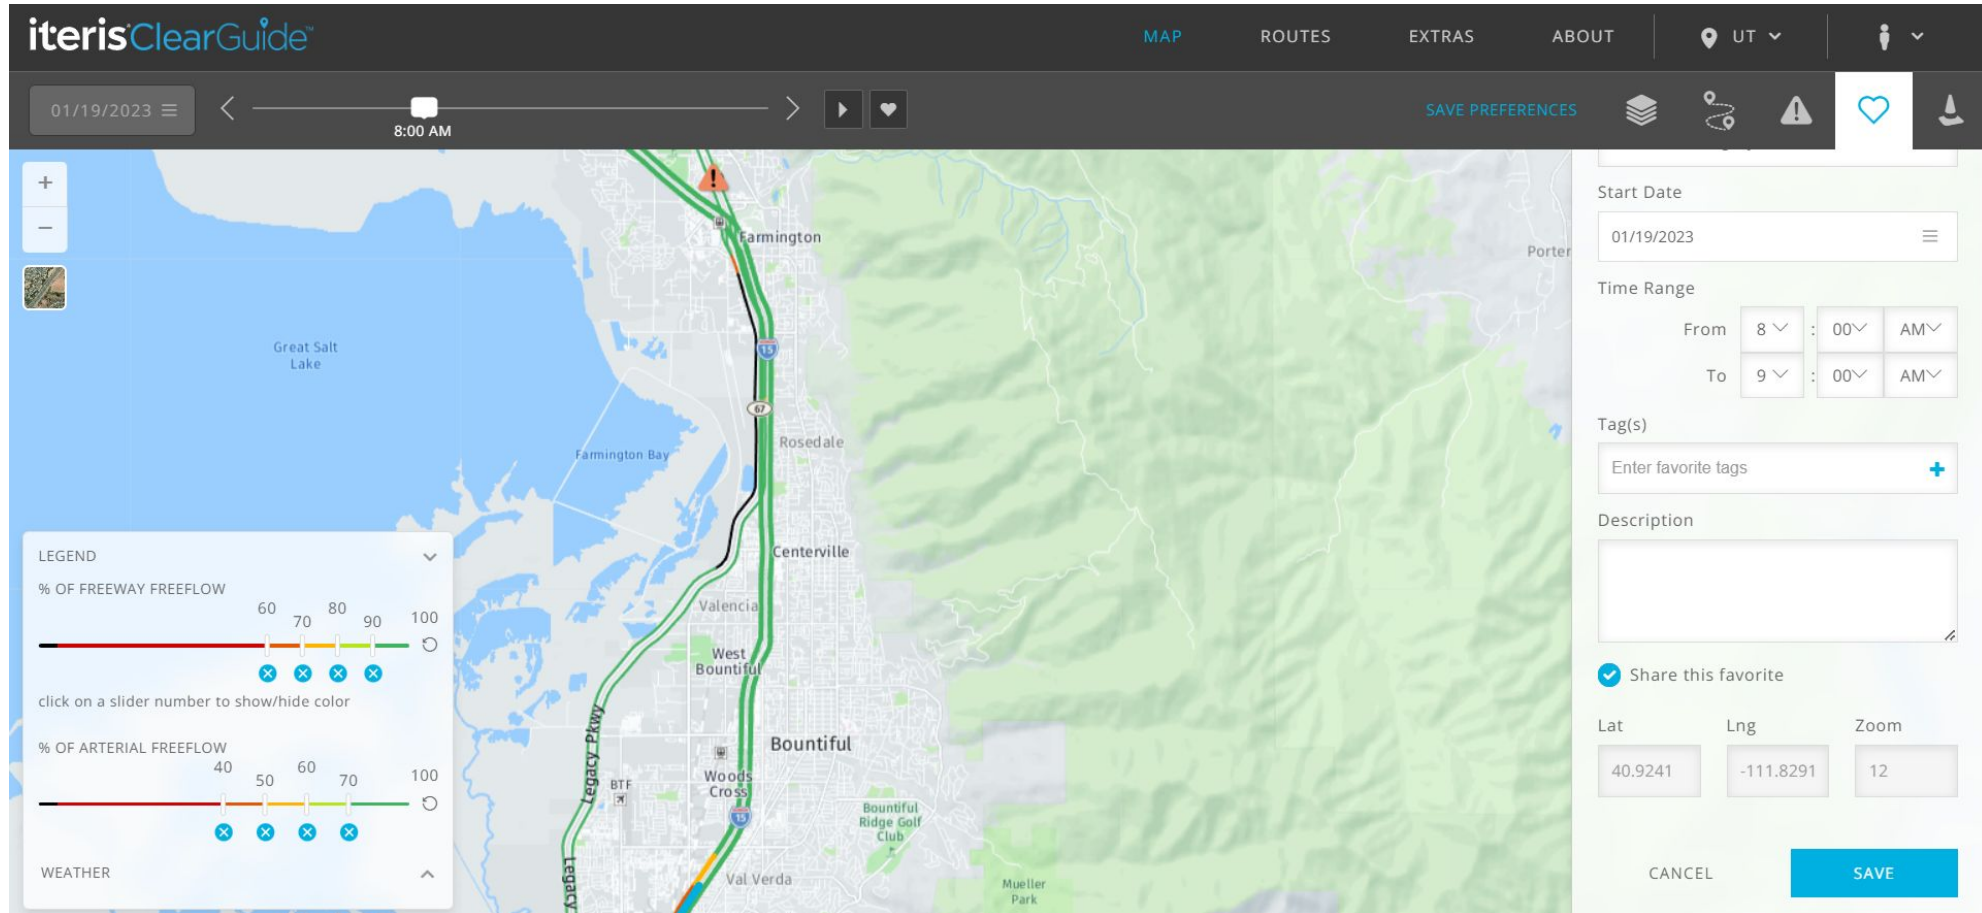 iteris ClearGuide™
MAP
ROUTES
EXTRAS
ABOUT
UT
01/19/2023
8:00 AM
SAVE PREFERENCES
Farmington
Porter
Great Salt
Lake
15
67
Rosedale
Farmington Bay
Centerville
Valencia
West
Bountiful
Legacy Pkwy
Bountiful
BTF
Woods
Cross
15
Bountiful
Ridge Golf
Club
Legacy
Val Verda
Mueller
Park
LEGEND
% OF FREEWAY FREEFLOW
60 70 80 90 100
click on a slider number to show/hide color
% OF ARTERIAL FREEFLOW
40 50 60 70 100
WEATHER
Start Date
01/19/2023
Time Range
From 8 : 00 AM
To 9 : 00 AM
Tag(s)
Enter favorite tags
Description
Share this favorite
Lat Lng Zoom
40.9241 -111.8291 12
CANCEL SAVE